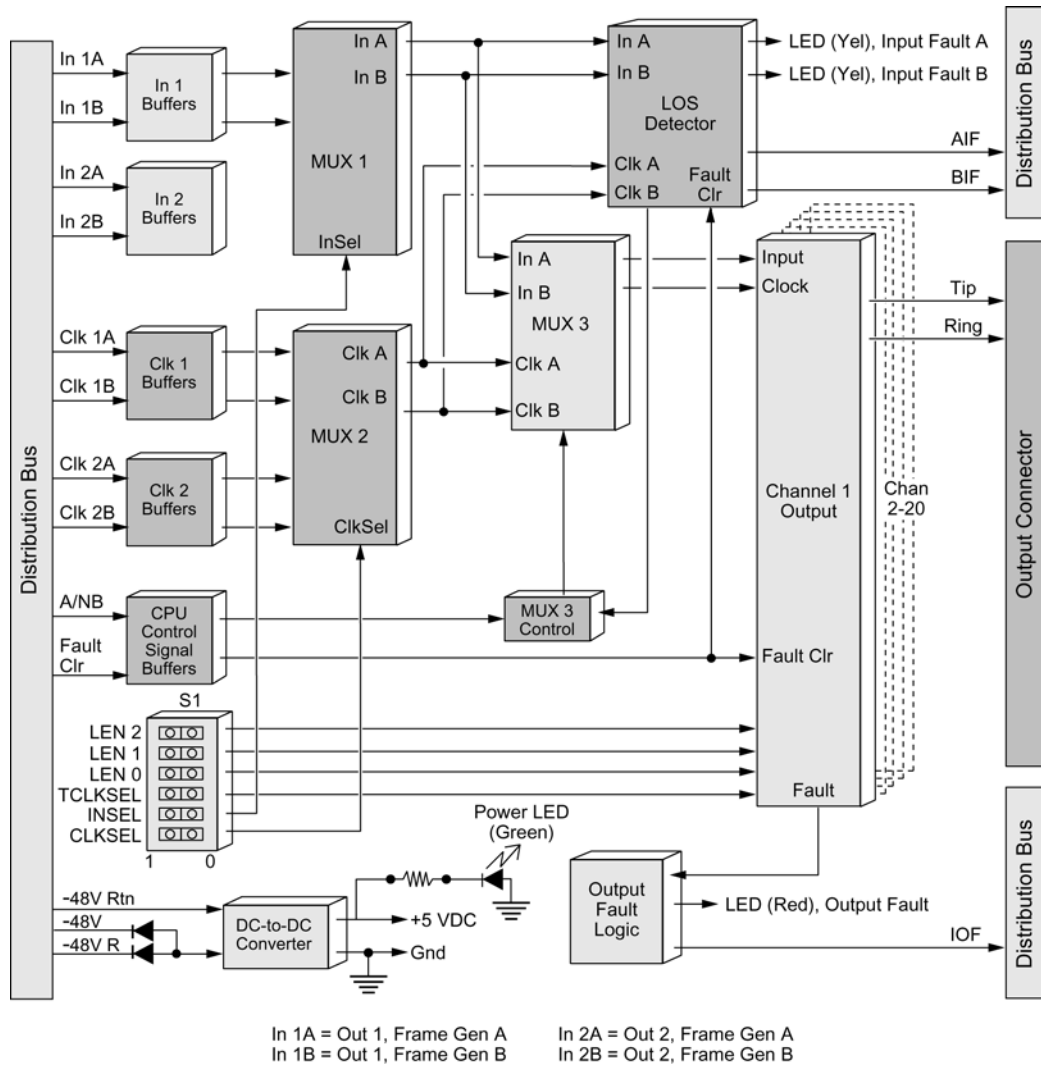 Distribution Bus
In 1A
In 1B
In 1
Buffers
In 2A
In 2B
In 2
Buffers
In A
In B
MUX 1
InSel
In A
In B
LOS
Detector
Clk A
Clk B
Fault
Clr
LED (Yel), Input Fault A
LED (Yel), Input Fault B
AIF
BIF
Distribution Bus
Clk 1A
Clk 1B
Clk 1
Buffers
Clk 2A
Clk 2B
Clk 2
Buffers
Clk A
Clk B
MUX 2
ClkSel
In A
In B
MUX 3
Clk A
Clk B
Input
Clock
Channel 1
Output
Fault Clr
Fault
Chan
2-20
Tip
Ring
Output Connector
A/NB
Fault
Clr
CPU
Control
Signal
Buffers
MUX 3
Control
S1
LEN 2
LEN 1
LEN 0
TCLKSEL
INSEL
CLKSEL
1 0
Power LED
(Green)
-48V Rtn
-48V
-48V R
DC-to-DC
Converter
+5 VDC
Gnd
Output
Fault
Logic
LED (Red), Output Fault
IOF
Distribution Bus
In 1A = Out 1, Frame Gen A
In 1B = Out 1, Frame Gen B
In 2A = Out 2, Frame Gen A
In 2B = Out 2, Frame Gen B